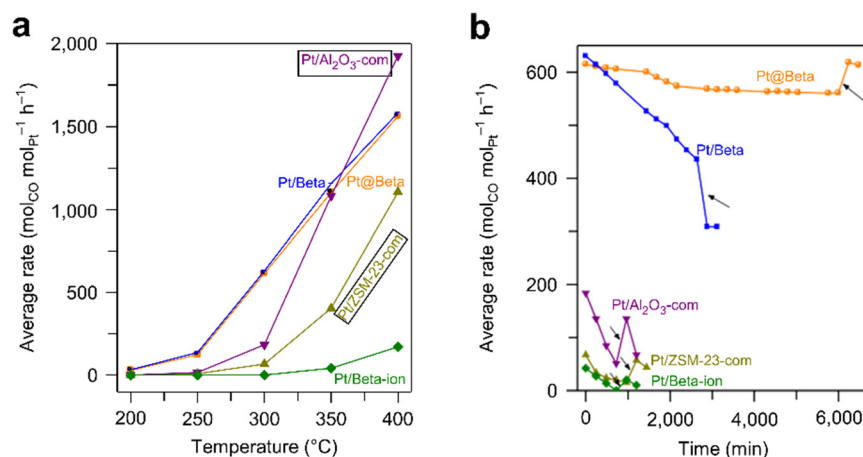 a
Average rate (mol_CO mol_Pt⁻¹ h⁻¹)
2,000
1,500
1,000
500
0
Pt/Al₂O₃-com
Pt/Beta
Pt@Beta
Pt/ZSM-23-com
Pt/Beta-ion
200 250 300 350 400
Temperature (°C)
b
Average rate (mol_CO mol_Pt⁻¹ h⁻¹)
600
400
200
0
Pt@Beta
Pt/Beta
Pt/Al₂O₃-com
Pt/ZSM-23-com
Pt/Beta-ion
0 2,000 4,000 6,000
Time (min)